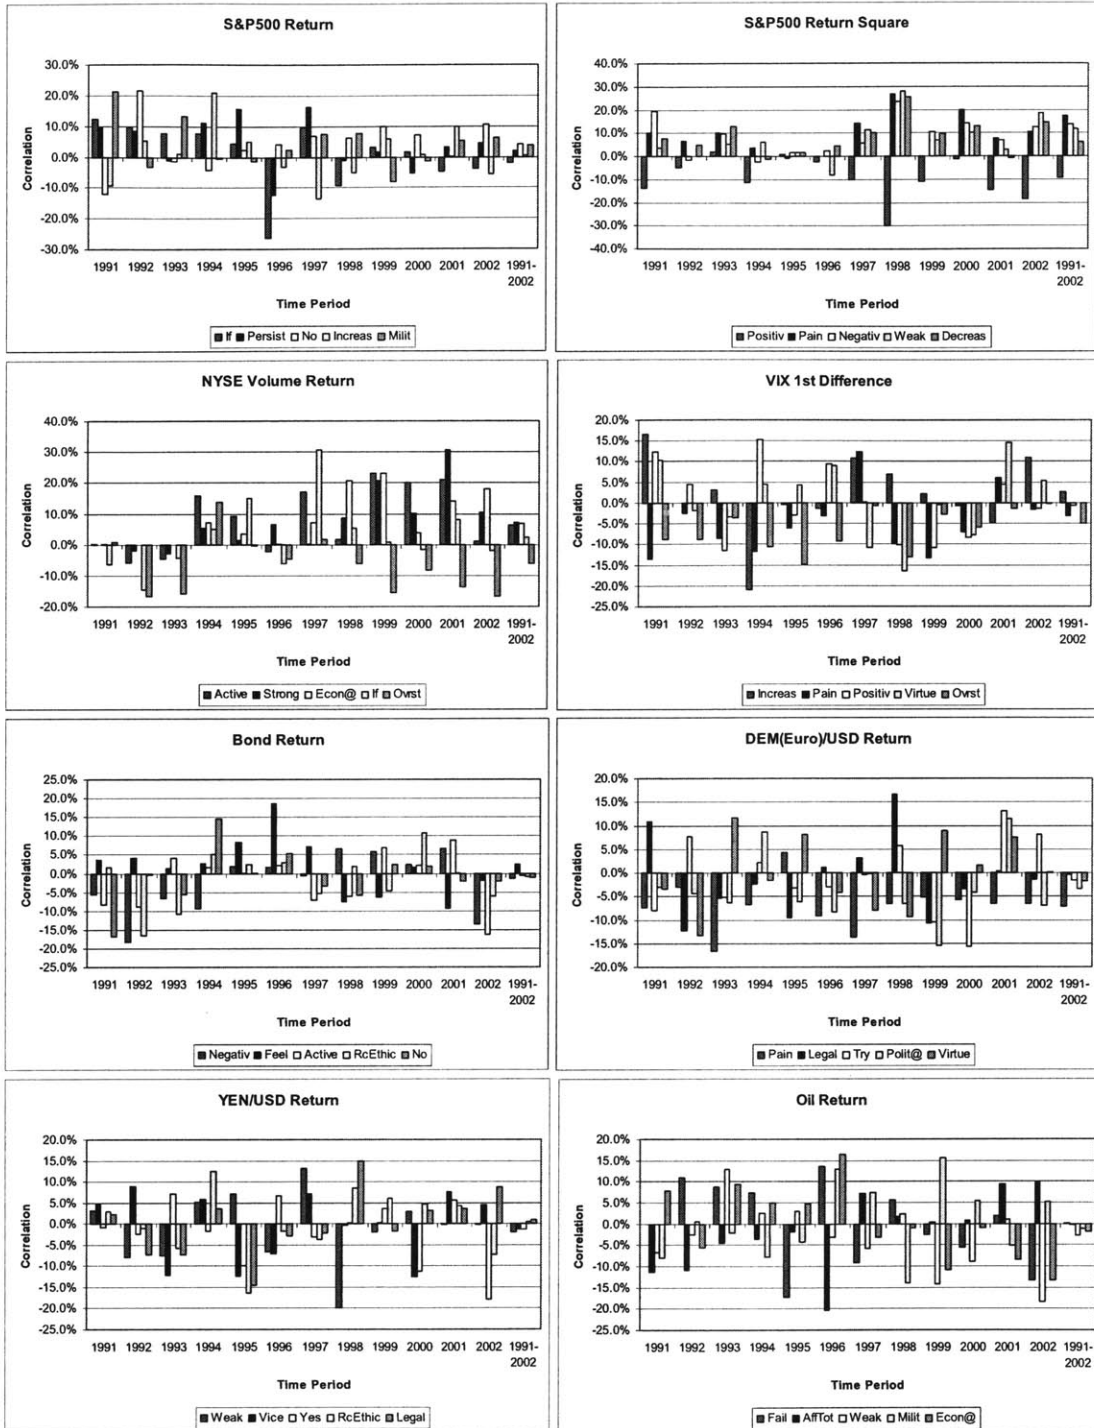 S&P500 Return
30.0%
20.0%
10.0%
0.0%
-10.0%
-20.0%
-30.0%
Correlation
1991 1992 1993 1994 1995 1996 1997 1998 1999 2000 2001 2002 1991-
2002
Time Period
If Persist No Increas Milit
S&P500 Return Square
40.0%
30.0%
20.0%
10.0%
0.0%
-10.0%
-20.0%
-30.0%
-40.0%
Correlation
1991 1992 1993 1994 1995 1996 1997 1998 1999 2000 2001 2002 1991-
2002
Time Period
Positiv Pain Negativ Weak Decreas
NYSE Volume Return
40.0%
30.0%
20.0%
10.0%
0.0%
-10.0%
-20.0%
Correlation
1991 1992 1993 1994 1995 1996 1997 1998 1999 2000 2001 2002 1991-
2002
Time Period
Active Strong Econ@ If Ovrst
VIX 1st Difference
20.0%
15.0%
10.0%
5.0%
0.0%
-5.0%
-10.0%
-15.0%
-20.0%
-25.0%
Correlation
1991 1992 1993 1994 1995 1996 1997 1998 1999 2000 2001 2002 1991-
2002
Time Period
Increas Pain Positiv Virtue Ovrst
Bond Return
25.0%
20.0%
15.0%
10.0%
5.0%
0.0%
-5.0%
-10.0%
-15.0%
-20.0%
-25.0%
Correlation
1991 1992 1993 1994 1995 1996 1997 1998 1999 2000 2001 2002 1991-
2002
Time Period
Negativ Feel Active RcEthic No
DEM(Euro)/USD Return
20.0%
15.0%
10.0%
5.0%
0.0%
-5.0%
-10.0%
-15.0%
-20.0%
Correlation
1991 1992 1993 1994 1995 1996 1997 1998 1999 2000 2001 2002 1991-
2002
Time Period
Pain Legal Try Polit@ Virtue
YEN/USD Return
20.0%
15.0%
10.0%
5.0%
0.0%
-5.0%
-10.0%
-15.0%
-20.0%
-25.0%
Correlation
1991 1992 1993 1994 1995 1996 1997 1998 1999 2000 2001 2002 1991-
2002
Time Period
Weak Vice Yes RcEthic Legal
Oil Return
20.0%
15.0%
10.0%
5.0%
0.0%
-5.0%
-10.0%
-15.0%
-20.0%
-25.0%
Correlation
1991 1992 1993 1994 1995 1996 1997 1998 1999 2000 2001 2002 1991-
2002
Time Period
Fail AffTot Weak Milit Econ@